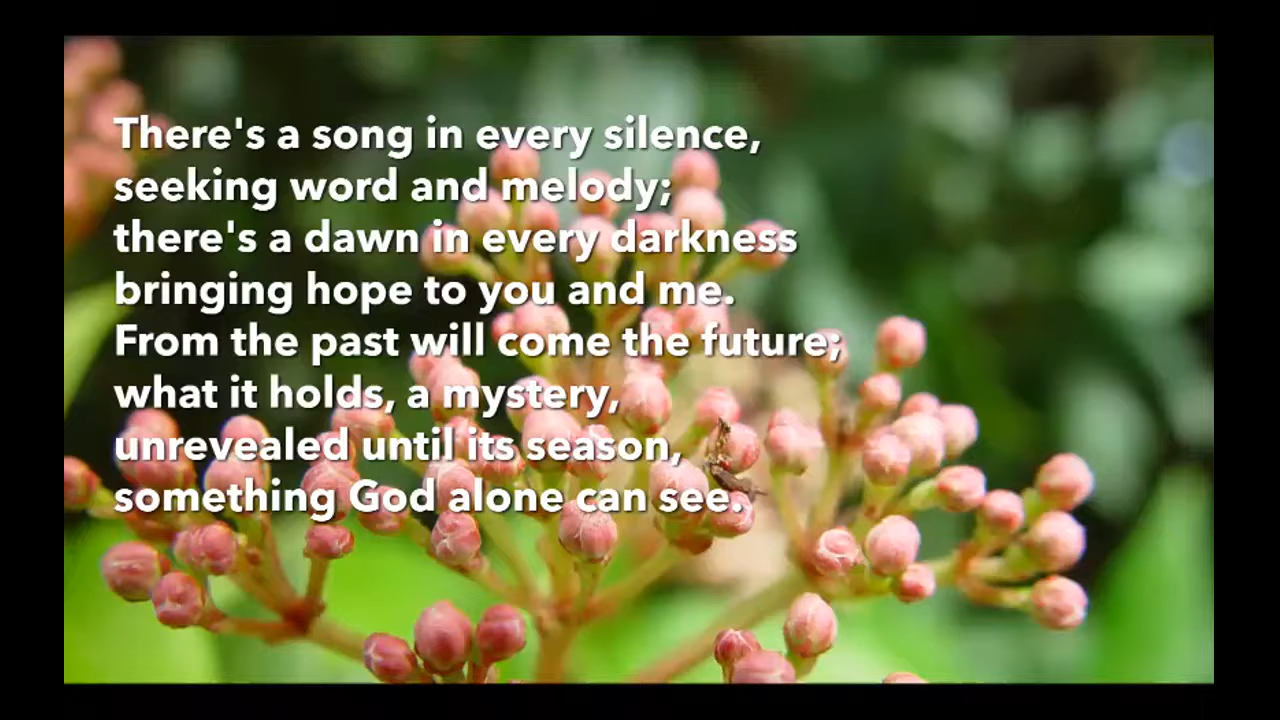 There's a song in every silence,
seeking word and melody;
there's a dawn in every darkness
bringing hope to you and me.
From the past will come the future;
what it holds, a mystery,
unrevealed until its season,
something God alone can see.